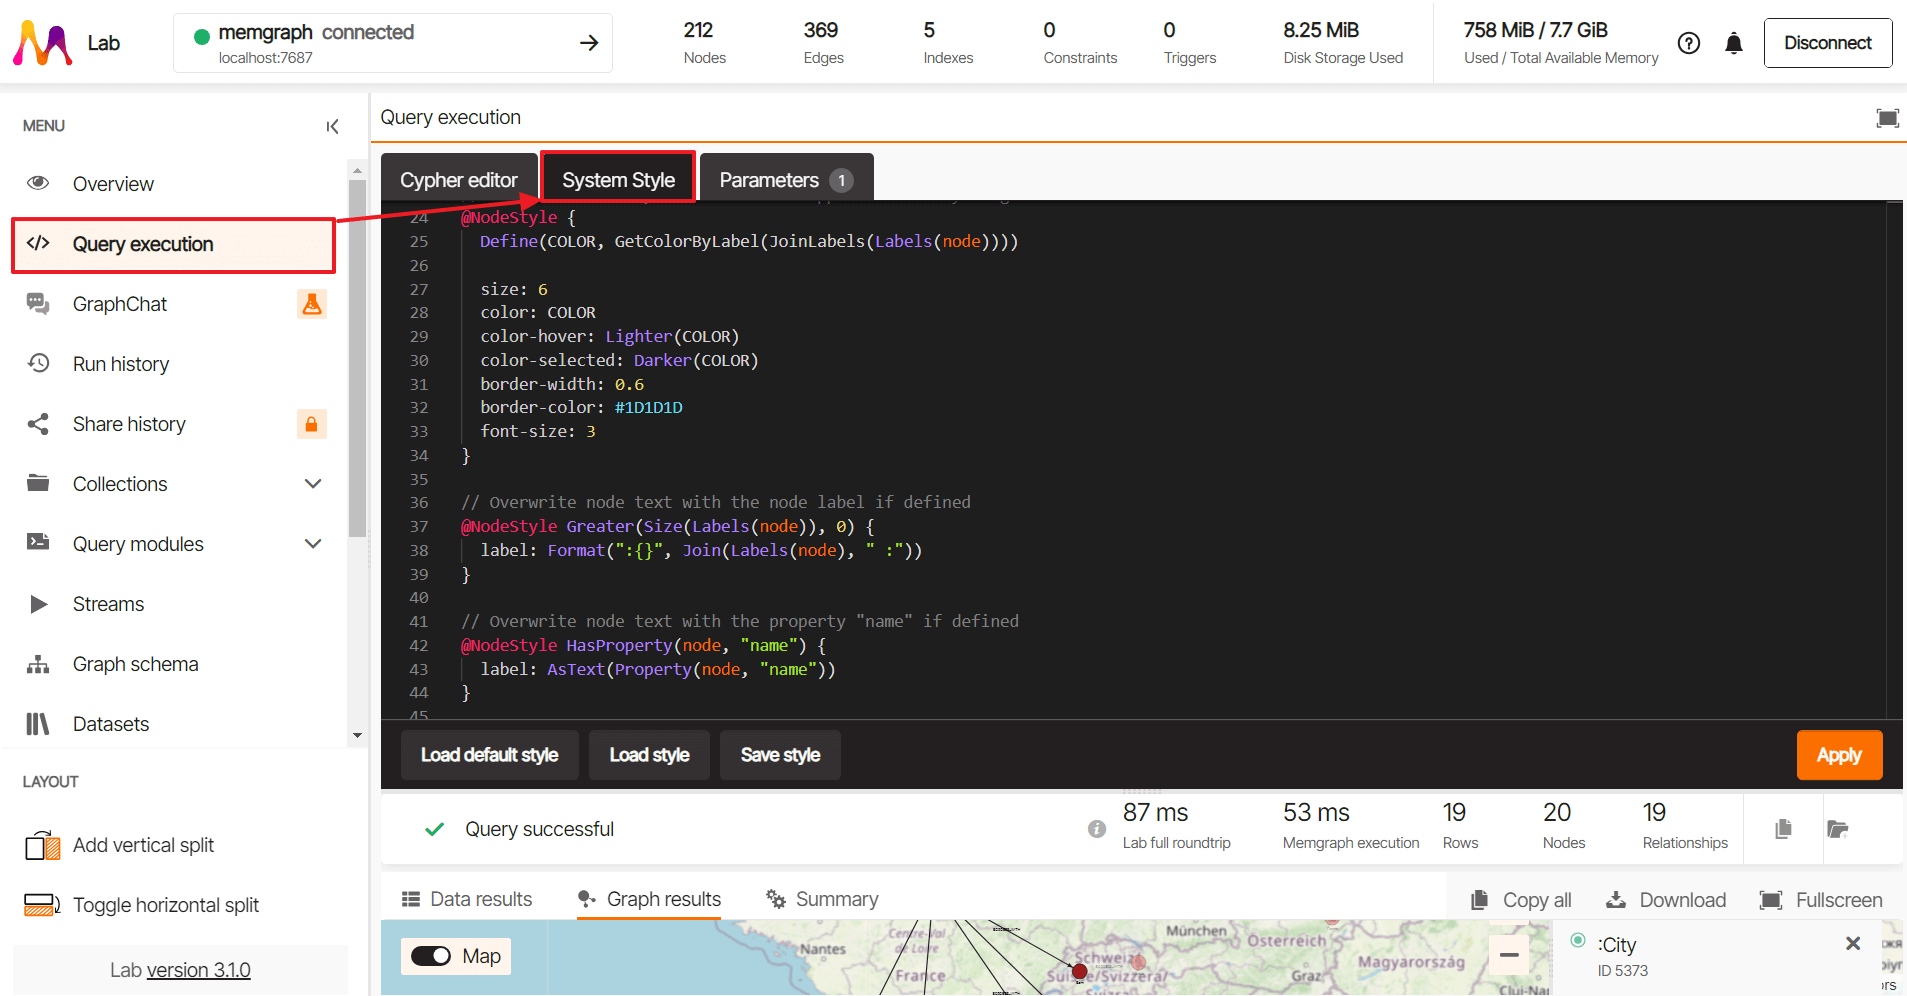 Lab
memgraph connected
localhost:7687
212
Nodes
369
Edges
5
Indexes
0
Constraints
0
Triggers
8.25 MiB
Disk Storage Used
758 MiB / 7.7 GiB
Used / Total Available Memory
Disconnect
MENU
Overview
Query execution
GraphChat
Run history
Share history
Collections
Query modules
Streams
Graph schema
Datasets
LAYOUT
Add vertical split
Toggle horizontal split
Lab version 3.1.0
Query execution
Cypher editor
System Style
Parameters 1
24 @NodeStyle {
25 Define(COLOR, GetColorByLabel(JoinLabels(Labels(node))))
26
27 size: 6
28 color: COLOR
29 color-hover: Lighter(COLOR)
30 color-selected: Darker(COLOR)
31 border-width: 0.6
32 border-color: #1D1D1D
33 font-size: 3
34 }
35
36 // Overwrite node text with the node label if defined
37 @NodeStyle Greater(Size(Labels(node)), 0) {
38 label: Format(":{}", Join(Labels(node), " :"))
39 }
40
41 // Overwrite node text with the property "name" if defined
42 @NodeStyle HasProperty(node, "name") {
43 label: AsText(Property(node, "name"))
44 }
45
Load default style
Load style
Save style
Apply
Query successful
87 ms
Lab full roundtrip
53 ms
Memgraph execution
19
Rows
20
Nodes
19
Relationships
Data results
Graph results
Summary
Copy all
Download
Fullscreen
Map
Nantes
Centre-Val
de Loire
France
München
Österreich
Schweiz
Suisse/Svizzera/
Svizra
Graz
Magyarország
Cluj-Na
:City
ID 5373